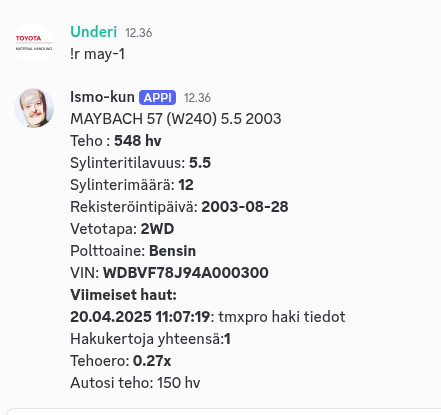 TOYOTA
MATERIAL HANDLING
Underi 12.36
!r may-1
Ismo-kun APPI 12.36
MAYBACH 57 (W240) 5.5 2003
Teho : 548 hv
Sylinteritilavuus: 5.5
Sylinterimäärä: 12
Rekisteröintipäivä: 2003-08-28
Vetotapa: 2WD
Polttoaine: Bensin
VIN: WDBVF78J94A000300
Viimeiset haut:
20.04.2025 11:07:19: tmxpro haki tiedot
Hakukertoja yhteensä:1
Tehoero: 0.27x
Autosi teho: 150 hv